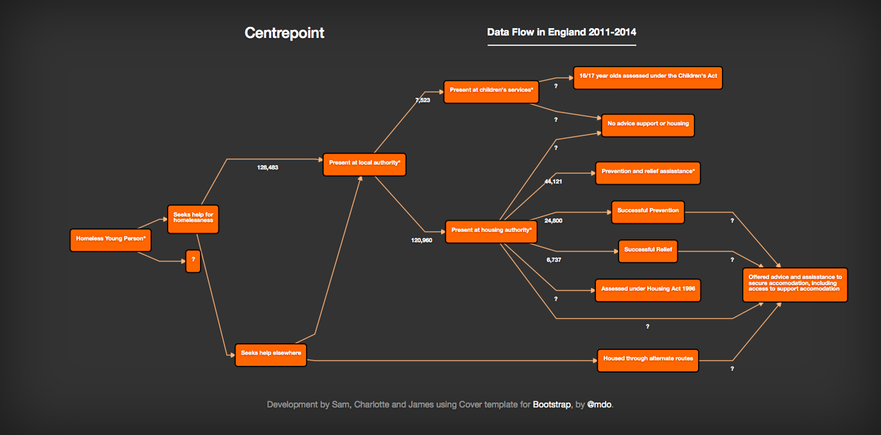 Centrepoint
Data Flow in England 2011-2014
16/17 year olds assessed under the Children's Act
Present at children's services*
?
7,523
?
No advice support or housing
?
Present at local authority*
128,483
Prevention and relief assistance*
44,121
Seeks help for
homelessness
Successful Prevention
24,800
?
Present at housing authority*
Homeless Young Person*
120,960
Successful Relief
6,737
?
?
Offered advice and assistance to
secure accomodation, including
access to support accomodation
Assessed under Housing Act 1996
?
?
Seeks help elsewhere
Housed through alternate routes
?
Development by Sam, Charlotte and James using Cover template for Bootstrap, by @mdo.